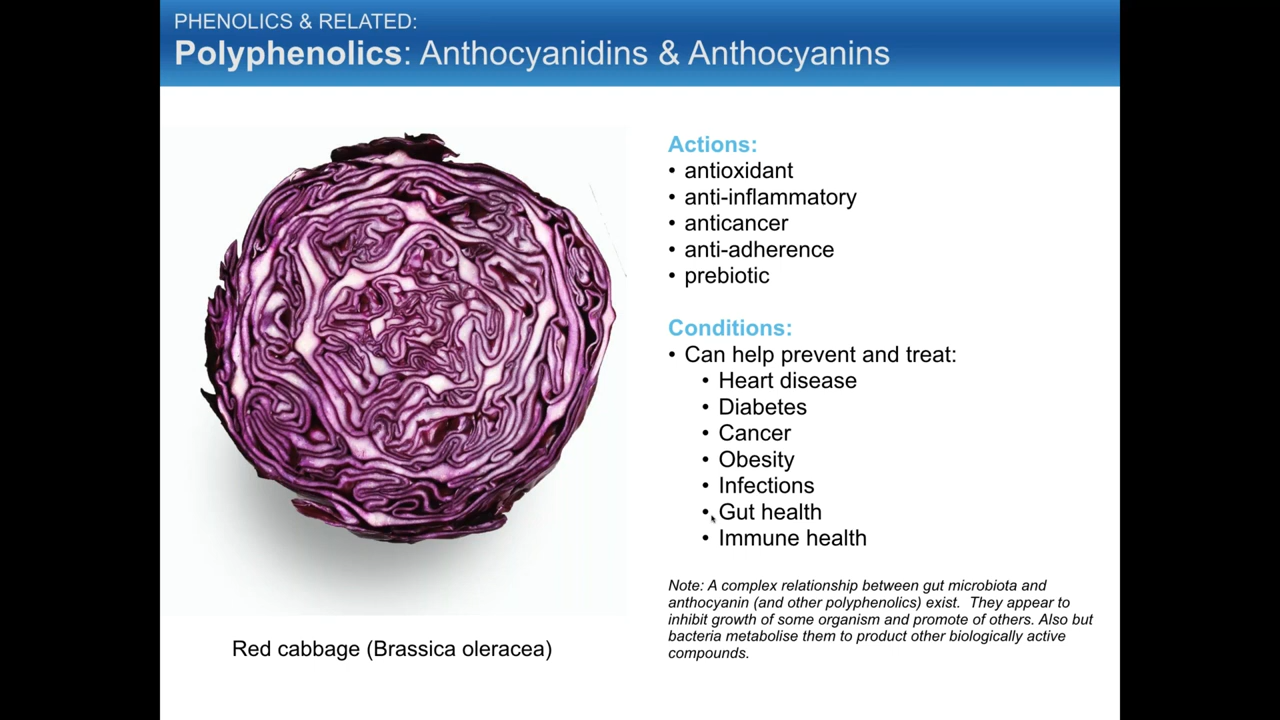 PHENOLICS & RELATED:
Polyphenolics: Anthocyanidins & Anthocyanins
Actions:
• antioxidant
• anti-inflammatory
• anticancer
• anti-adherence
• prebiotic
Conditions:
• Can help prevent and treat:
• Heart disease
• Diabetes
• Cancer
• Obesity
• Infections
• Gut health
• Immune health
Note: A complex relationship between gut microbiota and
anthocyanin (and other polyphenolics) exist. They appear to
inhibit growth of some organism and promote of others. Also but
bacteria metabolise them to product other biologically active
compounds.
Red cabbage (Brassica oleracea)